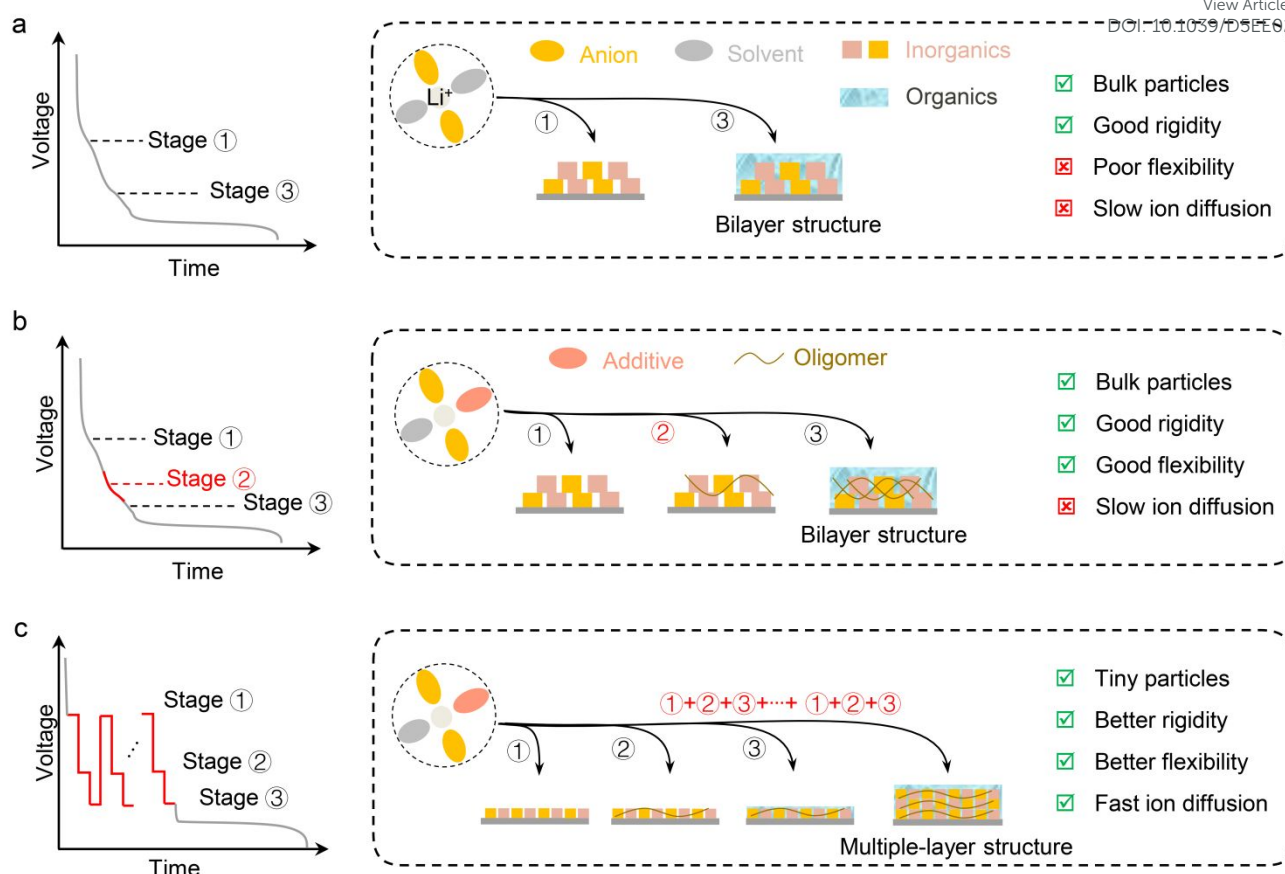 View Article
DOI: 10.1039/D5EE0
a
Voltage
Stage ①
Stage ③
Time
Li⁺
Anion
Solvent
Inorganics
Organics
①
③
Bilayer structure
Bulk particles
Good rigidity
Poor flexibility
Slow ion diffusion
b
Voltage
Stage ①
Stage ②
Stage ③
Time
Additive
Oligomer
①
②
③
Bilayer structure
Bulk particles
Good rigidity
Good flexibility
Slow ion diffusion
c
Voltage
Stage ①
Stage ②
Stage ③
Time
①+②+③+···+ ①+②+③
①
②
③
Multiple-layer structure
Tiny particles
Better rigidity
Better flexibility
Fast ion diffusion